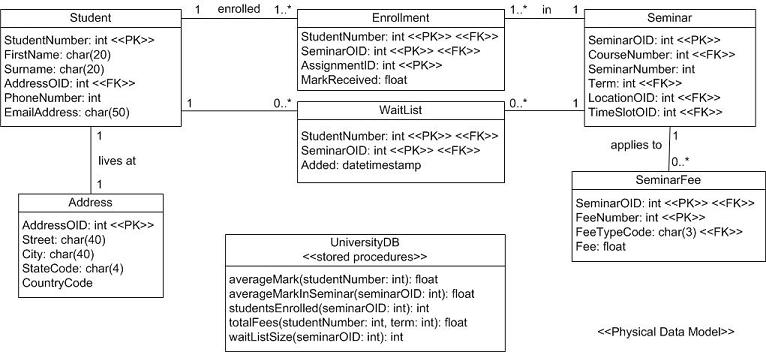 Student
StudentNumber: int <<PK>>
FirstName: char(20)
Surname: char(20)
AddressOID: int <<FK>>
PhoneNumber: int
EmailAddress: char(50)
1 enrolled 1..*
Enrollment
StudentNumber: int <<PK>> <<FK>>
SeminarOID: int <<PK>> <<FK>>
AssignmentID: int <<PK>>
MarkReceived: float
1..* in 1
Seminar
SeminarOID: int <<PK>>
CourseNumber: int <<FK>>
SeminarNumber: int
Term: int <<FK>>
LocationOID: int <<FK>>
TimeSlotOID: int <<FK>>
1 0..*
WaitList
StudentNumber: int <<PK>> <<FK>>
SeminarOID: int <<PK>> <<FK>>
Added: datetimestamp
0..* 1
1
lives at
1
Address
AddressOID: int <<PK>>
Street: char(40)
City: char(40)
StateCode: char(4)
CountryCode
1
applies to
0..*
SeminarFee
SeminarOID: int <<PK>> <<FK>>
FeeNumber: int <<PK>>
FeeTypeCode: char(3) <<FK>>
Fee: float
UniversityDB
<<stored procedures>>
averageMark(studentNumber: int): float
averageMarkInSeminar(seminarOID: int): float
studentsEnrolled(seminarOID: int): int
totalFees(studentNumber: int, term: int): float
waitListSize(seminarOID: int): int
<<Physical Data Model>>